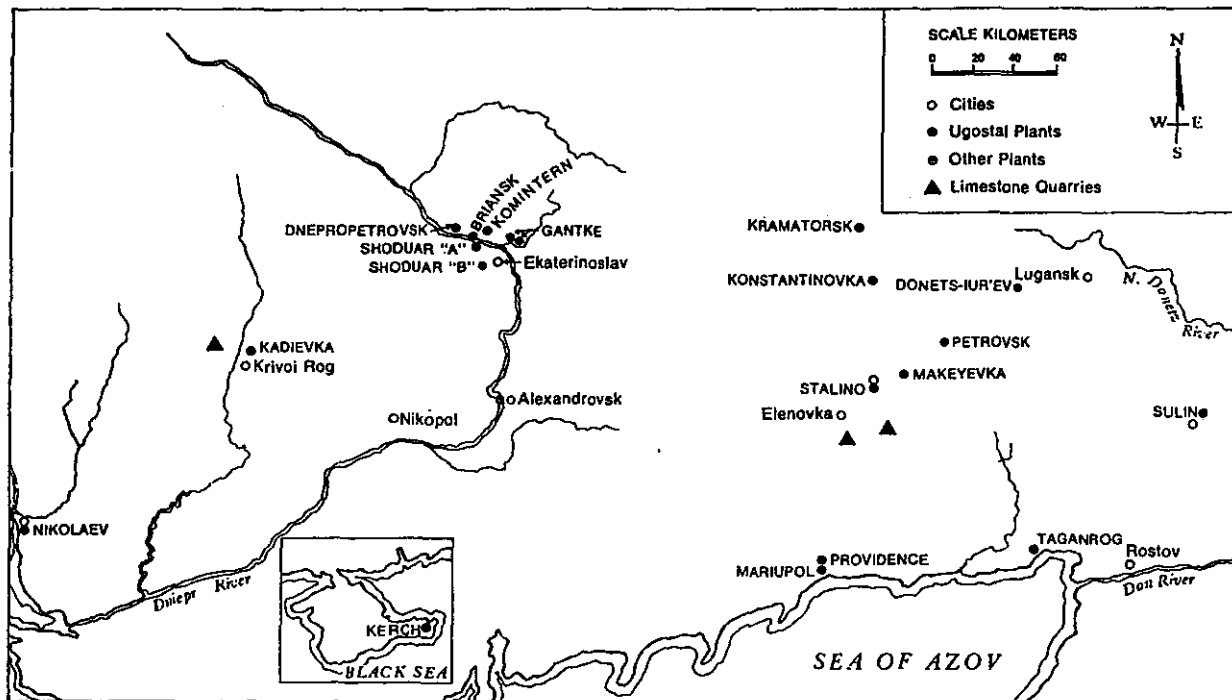 SCALE KILOMETERS
0 20 40 60
N
W E
S
Cities
Ugostal Plants
Other Plants
Limestone Quarries
BRIANSK
KOMINTERN
DNEPROPETROVSK
GANTKE
SHODUAR "A"
SHODUAR "B"
Ekaterinoslav
KRAMATORSK
KONSTANTINOVKA
DONETS-IUR'EV
Lugansk
N. Donets River
KADIEVKA
Krivoi Rog
PETROVSK
MAKEYEVKA
STALINO
Nikopol
Alexandrovsk
Elenovka
SULIN
NIKOLAEV
TAGANROG
Rostov
PROVIDENCE
MARIUPOL
Don River
Dniepr River
KERCH
BLACK SEA
SEA OF AZOV